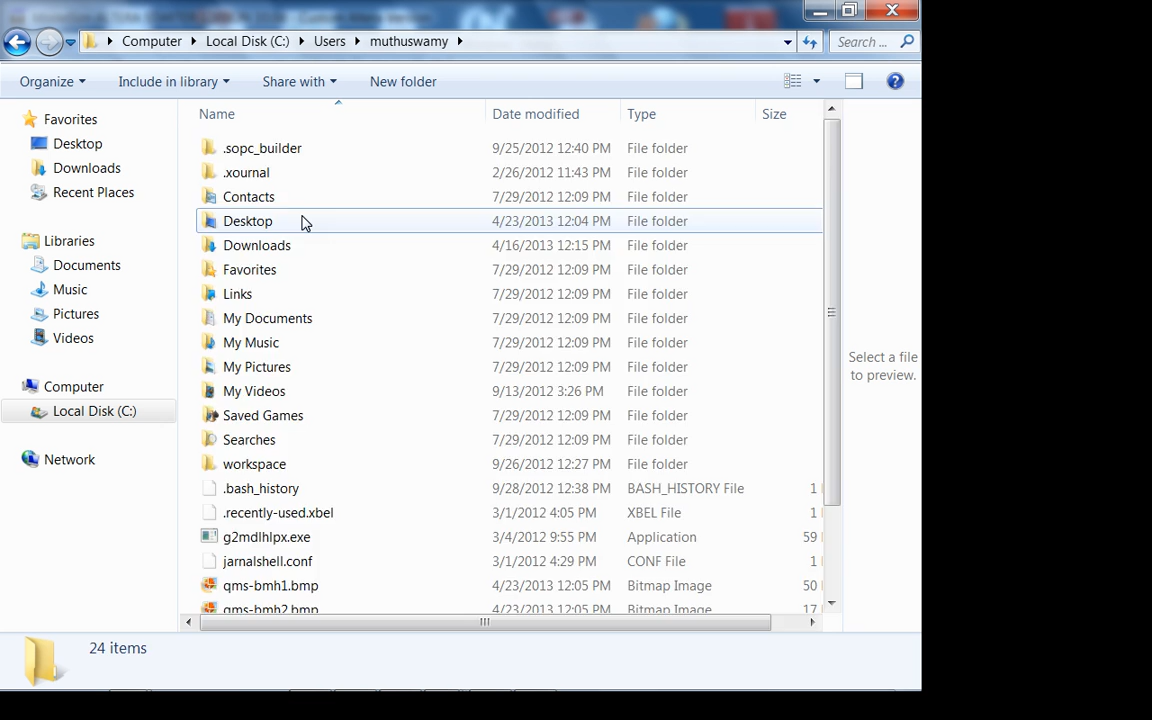 Computer Local Disk (C:) Users muthuswamy Search ...
Organize Include in library Share with New folder
Name Date modified Type Size
Favorites
Desktop
Downloads
Recent Places
Libraries
Documents
Music
Pictures
Videos
Computer
Local Disk (C:)
Network
.sopc_builder 9/25/2012 12:40 PM File folder
.xournal 2/26/2012 11:43 PM File folder
Contacts 7/29/2012 12:09 PM File folder
Desktop 4/23/2013 12:04 PM File folder
Downloads 4/16/2013 12:15 PM File folder
Favorites 7/29/2012 12:09 PM File folder
Links 7/29/2012 12:09 PM File folder
My Documents 7/29/2012 12:09 PM File folder
My Music 7/29/2012 12:09 PM File folder
My Pictures 7/29/2012 12:09 PM File folder
My Videos 9/13/2012 3:26 PM File folder
Saved Games 7/29/2012 12:09 PM File folder
Searches 7/29/2012 12:09 PM File folder
workspace 9/26/2012 12:27 PM File folder
.bash_history 9/28/2012 12:38 PM BASH_HISTORY File 1
.recently-used.xbel 3/1/2012 4:05 PM XBEL File 1
g2mdlhlpx.exe 3/4/2012 9:55 PM Application 59
jarnalshell.conf 3/1/2012 4:29 PM CONF File 1
qms-bmh1.bmp 4/23/2013 12:05 PM Bitmap Image 50
qms-bmh2.bmp 4/23/2013 12:05 PM Bitmap Image 17
Select a file
to preview.
24 items